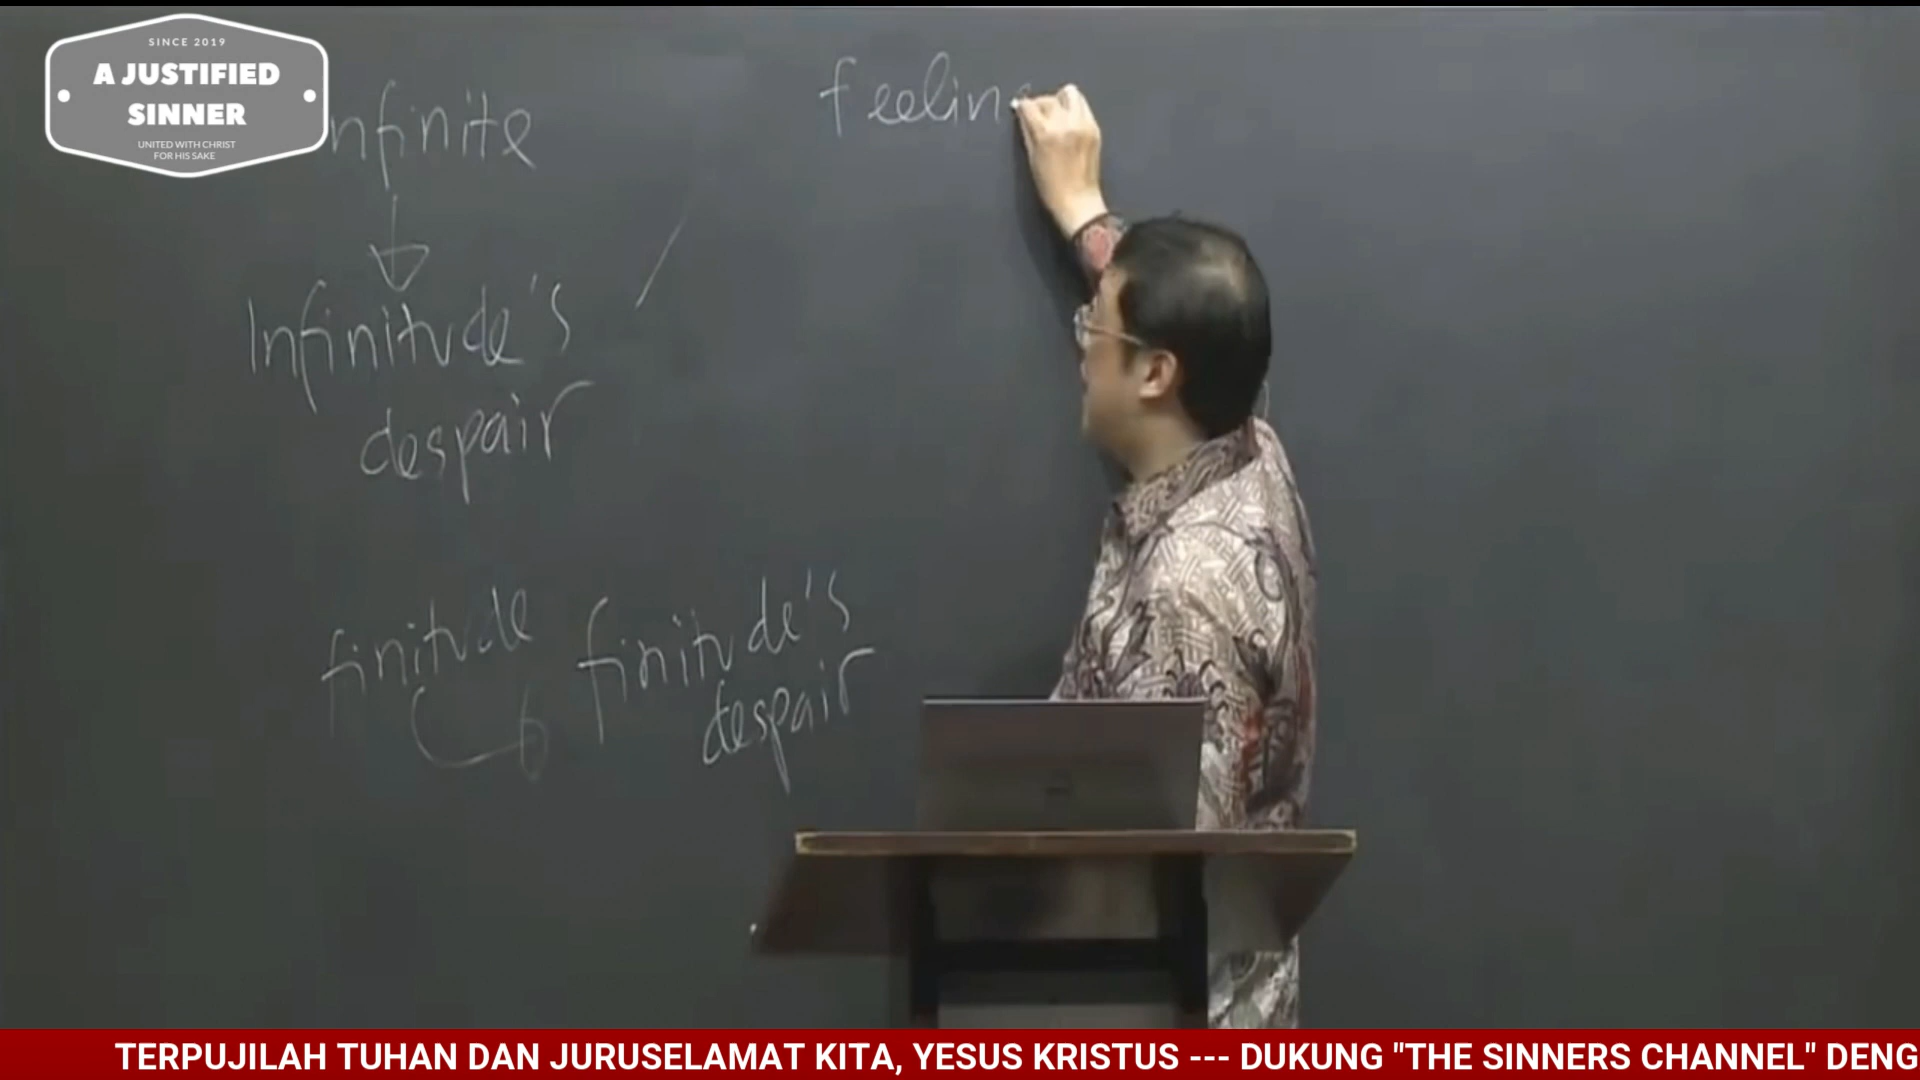 SINCE 2019
A JUSTIFIED
SINNER
UNITED WITH CHRIST
FOR HIS SAKE
nfinite
feelin
Infinitude's
despair
finitude finitude's
despair
TERPUJILAH TUHAN DAN JURUSELAMAT KITA, YESUS KRISTUS --- DUKUNG "THE SINNERS CHANNEL" DENG